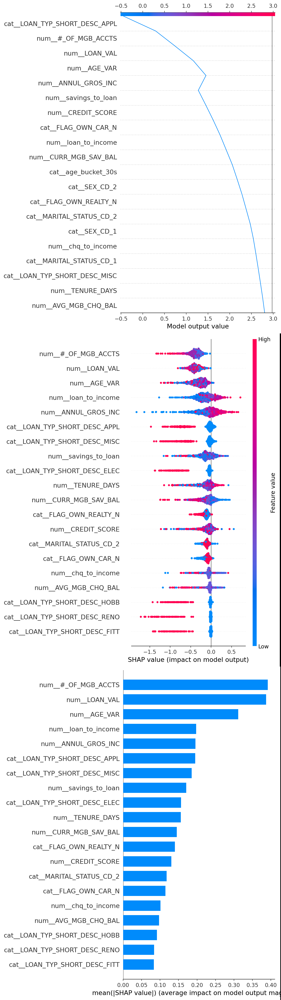 −0.5 0.0 0.5 1.0 1.5 2.0 2.5 3.0
cat__LOAN_TYP_SHORT_DESC_APPL
num__#_OF_MGB_ACCTS
num__LOAN_VAL
num__AGE_VAR
num__ANNUL_GROS_INC
num__savings_to_loan
num__CREDIT_SCORE
cat__FLAG_OWN_CAR_N
num__loan_to_income
num__CURR_MGB_SAV_BAL
cat__age_bucket_30s
cat__SEX_CD_2
cat__FLAG_OWN_REALTY_N
cat__MARITAL_STATUS_CD_2
cat__SEX_CD_1
num__chq_to_income
cat__MARITAL_STATUS_CD_1
cat__LOAN_TYP_SHORT_DESC_MISC
num__TENURE_DAYS
num__AVG_MGB_CHQ_BAL
−0.5 0.0 0.5 1.0 1.5 2.0 2.5 3.0
Model output value
High
num__#_OF_MGB_ACCTS
num__LOAN_VAL
num__AGE_VAR
num__loan_to_income
num__ANNUL_GROS_INC
cat__LOAN_TYP_SHORT_DESC_APPL
cat__LOAN_TYP_SHORT_DESC_MISC
num__savings_to_loan
cat__LOAN_TYP_SHORT_DESC_ELEC
num__TENURE_DAYS
num__CURR_MGB_SAV_BAL
cat__FLAG_OWN_REALTY_N
num__CREDIT_SCORE
cat__MARITAL_STATUS_CD_2
cat__FLAG_OWN_CAR_N
num__chq_to_income
num__AVG_MGB_CHQ_BAL
cat__LOAN_TYP_SHORT_DESC_HOBB
cat__LOAN_TYP_SHORT_DESC_RENO
cat__LOAN_TYP_SHORT_DESC_FITT
Feature value
Low
−1.5 −1.0 −0.5 0.0 0.5
SHAP value (impact on model output)
num__#_OF_MGB_ACCTS
num__LOAN_VAL
num__AGE_VAR
num__loan_to_income
num__ANNUL_GROS_INC
cat__LOAN_TYP_SHORT_DESC_APPL
cat__LOAN_TYP_SHORT_DESC_MISC
num__savings_to_loan
cat__LOAN_TYP_SHORT_DESC_ELEC
num__TENURE_DAYS
num__CURR_MGB_SAV_BAL
cat__FLAG_OWN_REALTY_N
num__CREDIT_SCORE
cat__MARITAL_STATUS_CD_2
cat__FLAG_OWN_CAR_N
num__chq_to_income
num__AVG_MGB_CHQ_BAL
cat__LOAN_TYP_SHORT_DESC_HOBB
cat__LOAN_TYP_SHORT_DESC_RENO
cat__LOAN_TYP_SHORT_DESC_FITT
0.00 0.05 0.10 0.15 0.20 0.25 0.30 0.35 0.40
mean(|SHAP value|) (average impact on model output mag